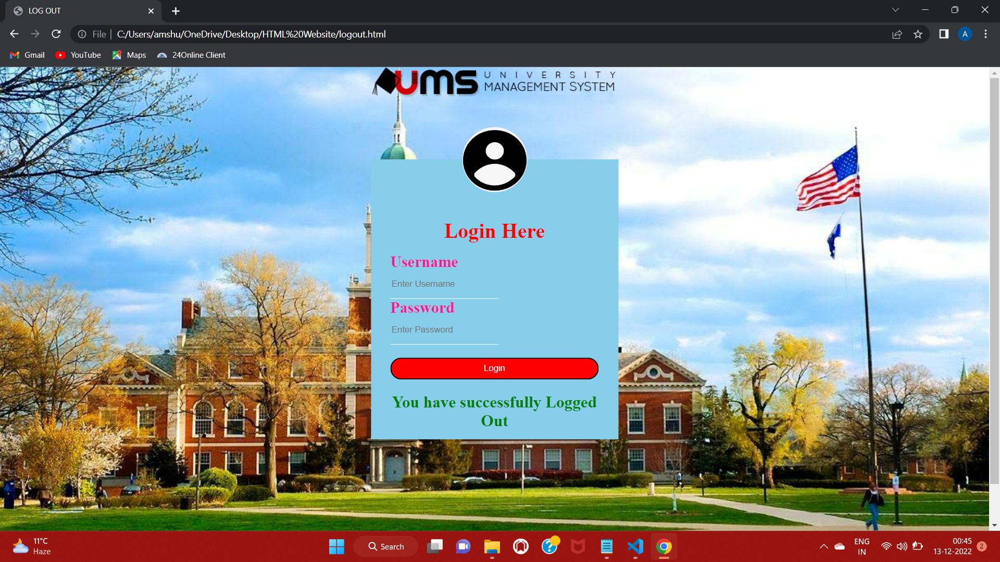 LOG OUT
File
C:/Users/amshu/OneDrive/Desktop/HTML%20Website/logout.html
A
Gmail
YouTube
Maps
24Online Client
UMS
UNIVERSITY
MANAGEMENT SYSTEM
Login Here
Username
Enter Username
Password
Enter Password
Login
You have successfully Logged
Out
11°C
Haze
Search
ENG
IN
00:45
13-12-2022
2